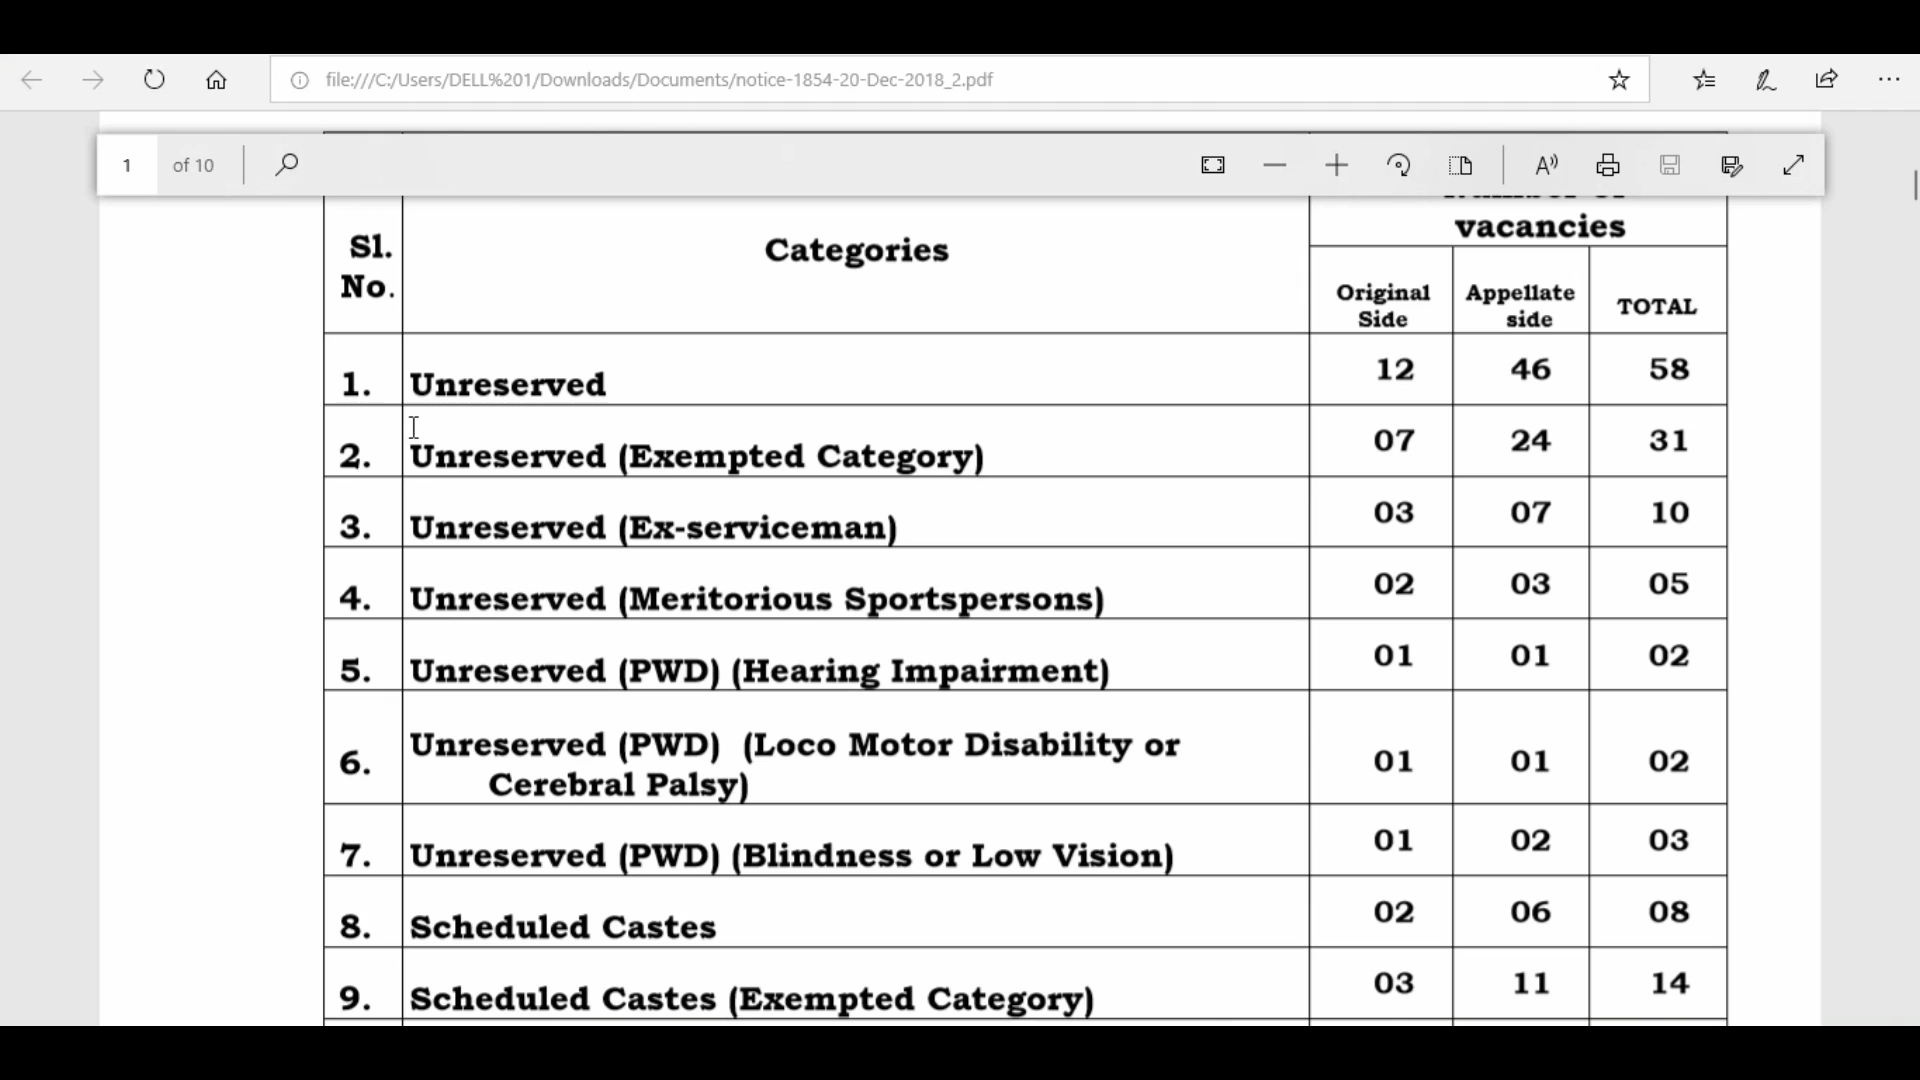 file:///C:/Users/DELL%201/Downloads/Documents/notice-1854-20-Dec-2018_2.pdf
1 of 10
vacancies
Sl. No.
Categories
Original Side
Appellate side
TOTAL
1. Unreserved 12 46 58
2. Unreserved (Exempted Category) 07 24 31
3. Unreserved (Ex-serviceman) 03 07 10
4. Unreserved (Meritorious Sportspersons) 02 03 05
5. Unreserved (PWD) (Hearing Impairment) 01 01 02
6. Unreserved (PWD) (Loco Motor Disability or
Cerebral Palsy) 01 01 02
7. Unreserved (PWD) (Blindness or Low Vision) 01 02 03
8. Scheduled Castes 02 06 08
9. Scheduled Castes (Exempted Category) 03 11 14